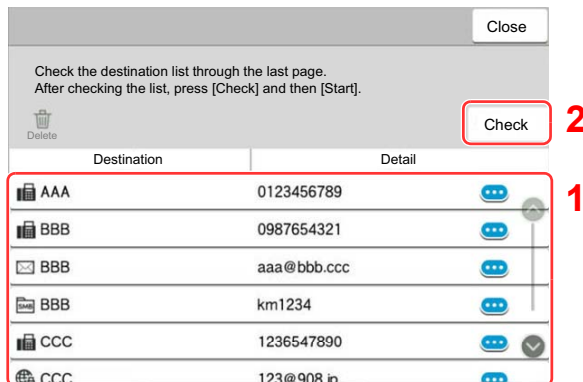 Close
Check the destination list through the last page.
After checking the list, press [Check] and then [Start].
Delete
Check
2
Destination Detail
1
AAA 0123456789
BBB 0987654321
BBB aaa@bbb.ccc
SMB BBB km1234
CCC 1236547890
CCC 123@908.jp